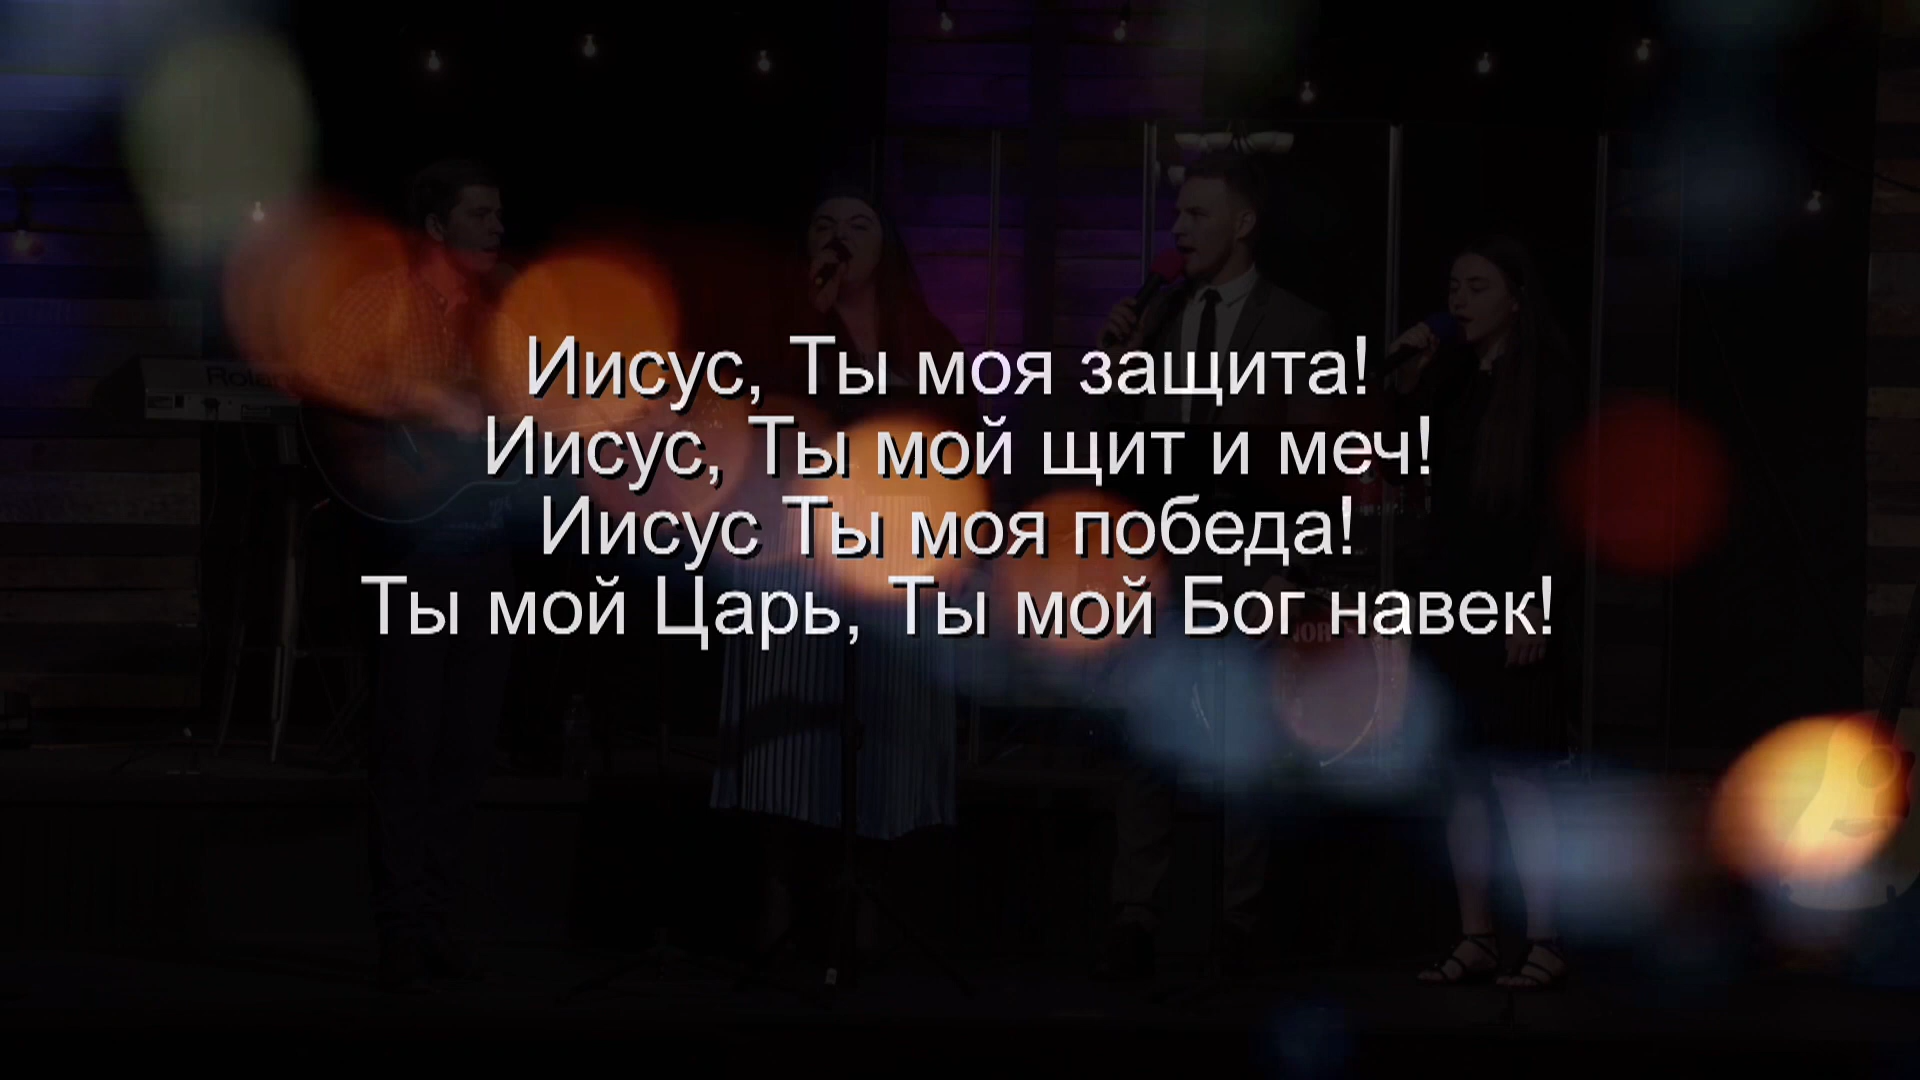 Иисус, Ты моя защита!
Иисус, Ты мой щит и меч!
Иисус Ты моя победа!
Ты мой Царь, Ты мой Бог навек!
Roland